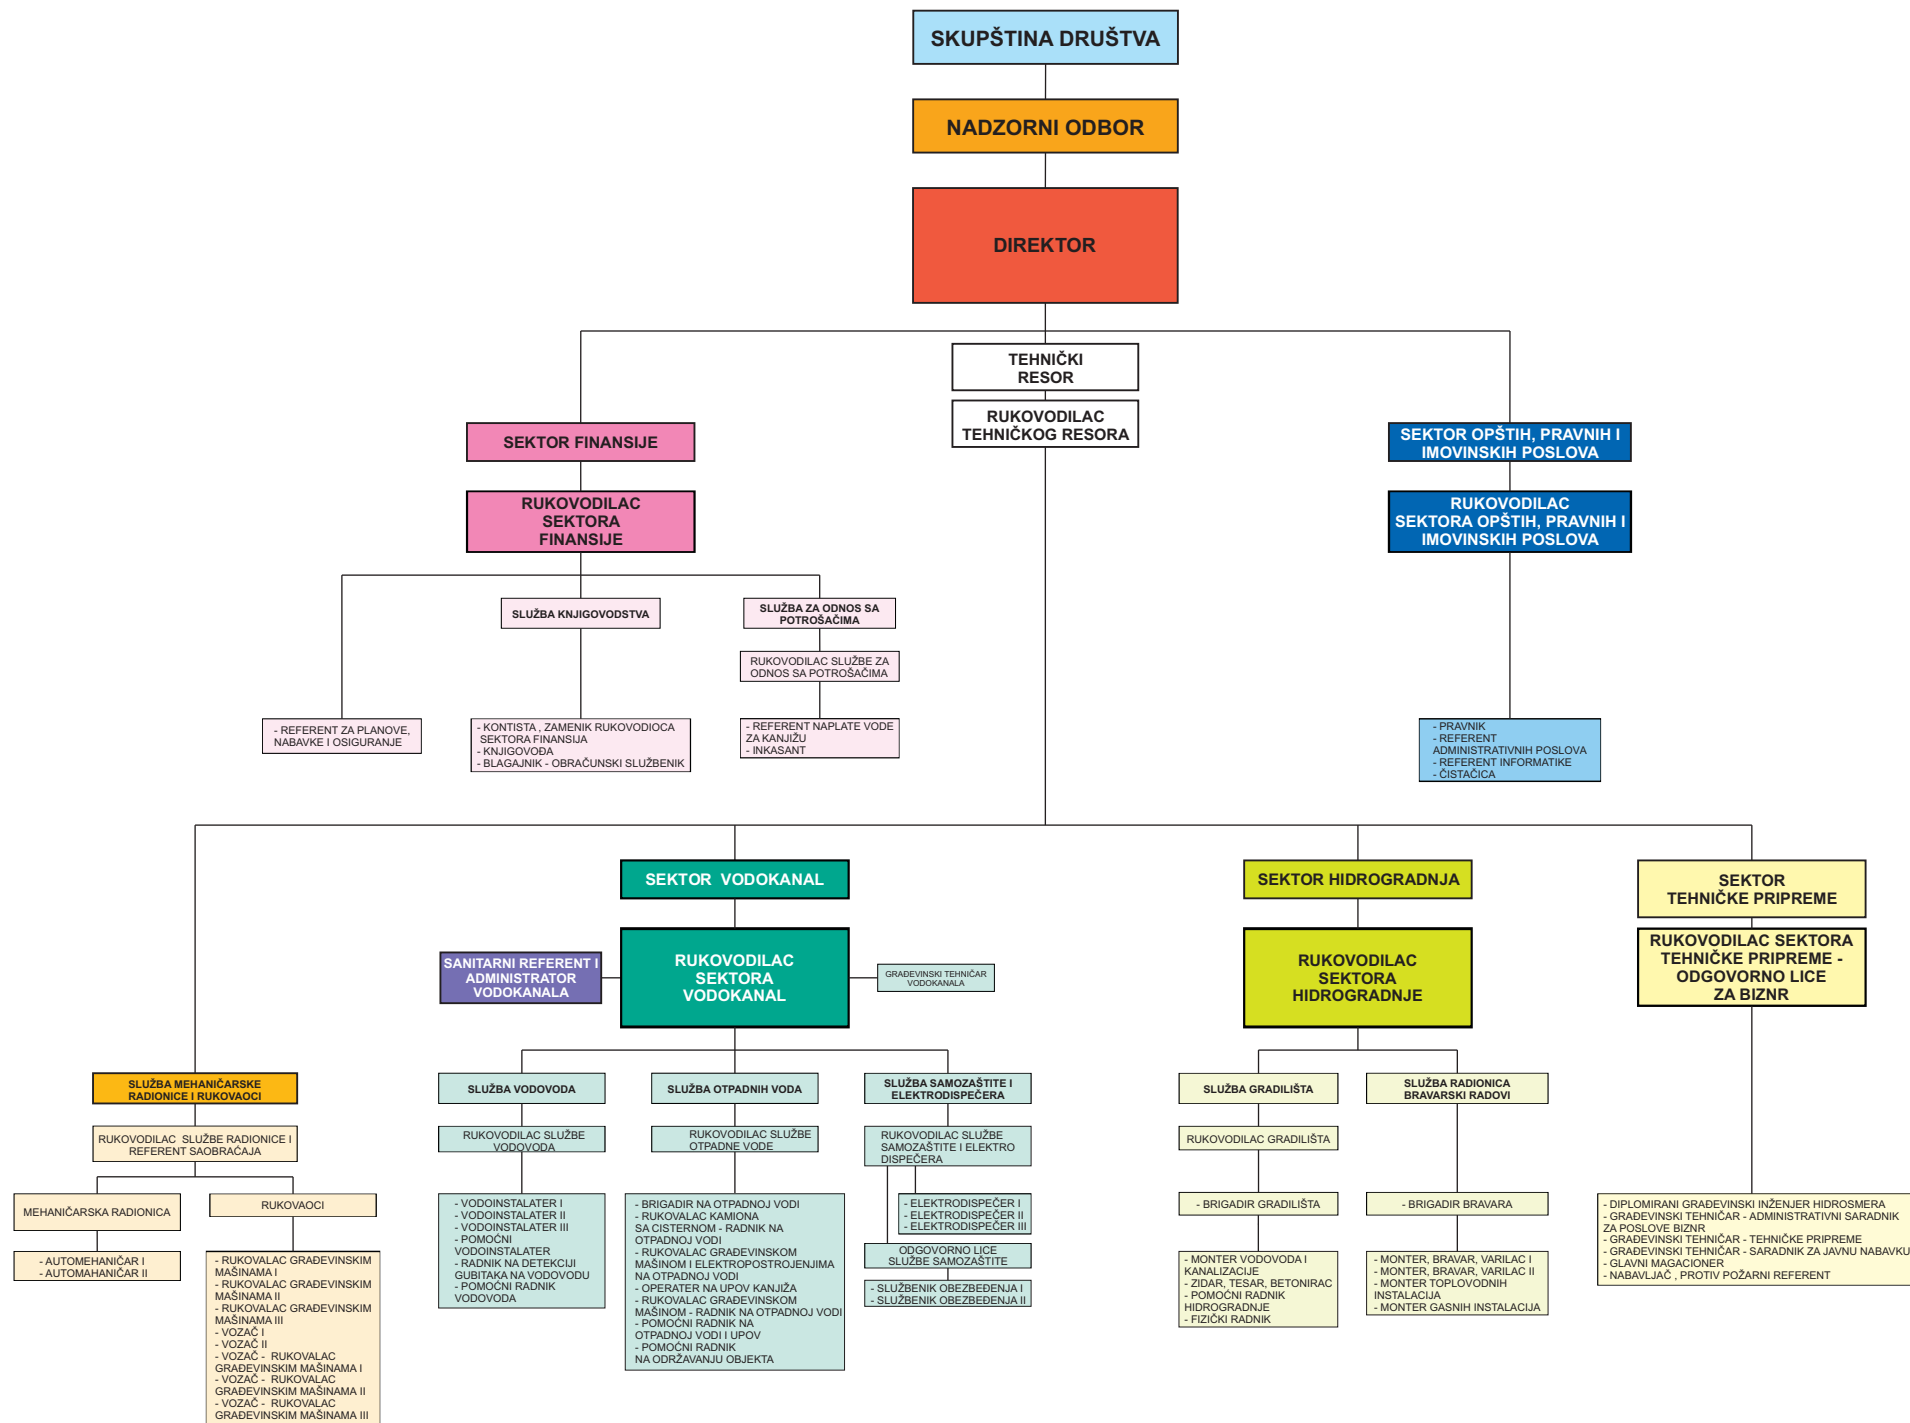 SKUPŠTINA DRUŠTVA
NADZORNI ODBOR
DIREKTOR
TEHNIČKI
RESOR
RUKOVODILAC
TEHNIČKOG RESORA
SEKTOR FINANSIJE
RUKOVODILAC
SEKTORA
FINANSIJE
SEKTOR OPŠTIH, PRAVNIH I
IMOVINSKIH POSLOVA
RUKOVODILAC
SEKTORA OPŠTIH, PRAVNIH I
IMOVINSKIH POSLOVA
SLUŽBA KNJIGOVODSTVA
SLUŽBA ZA ODNOS SA
POTROŠAČIMA
RUKOVODILAC SLUŽBE ZA
ODNOS SA POTROŠAČIMA
- REFERENT ZA PLANOVE,
NABAVKE I OSIGURANJE
- KONTISTA , ZAMENIK RUKOVODIOCA
SEKTORA FINANSIJA
- KNJIGOVOĐA
- BLAGAJNIK - OBRAČUNSKI SLUŽBENIK
- REFERENT NAPLATE VODE
ZA KANJIŽU
- INKASANT
- PRAVNIK
- REFERENT
ADMINISTRATIVNIH POSLOVA
- REFERENT INFORMATIKE
- ČISTAČICA
SEKTOR  VODOKANAL
SEKTOR HIDROGRADNJA
SEKTOR
TEHNIČKE PRIPREME
SANITARNI REFERENT I
ADMINISTRATOR
VODOKANALA
RUKOVODILAC
SEKTORA
VODOKANAL
GRAĐEVINSKI TEHNIČAR
VODOKANALA
RUKOVODILAC
SEKTORA
HIDROGRADNJE
RUKOVODILAC SEKTORA
TEHNIČKE PRIPREME -
ODGOVORNO LICE
ZA BIZNR
SLUŽBA MEHANIČARSKE
RADIONICE I RUKOVAOCI
RUKOVODILAC  SLUŽBE RADIONICE I
REFERENT SAOBRAĆAJA
MEHANIČARSKA RADIONICA
- AUTOMEHANIČAR I
- AUTOMAHANIČAR II
RUKOVAOCI
- RUKOVALAC GRAĐEVINSKIM
MAŠINAMA I
- RUKOVALAC GRAĐEVINSKIM
MAŠINAMA II
- RUKOVALAC GRAĐEVINSKIM
MAŠINAMA III
- VOZAČ I
- VOZAČ II
- VOZAČ -  RUKOVALAC
GRAĐEVINSKIM MAŠINAMA I
- VOZAČ -  RUKOVALAC
GRAĐEVINSKIM MAŠINAMA II
- VOZAČ -  RUKOVALAC
GRAĐEVINSKIM MAŠINAMA III
SLUŽBA VODOVODA
RUKOVODILAC SLUŽBE
VODOVODA
- VODOINSTALATER I
- VODOINSTALATER II
- VODOINSTALATER III
- POMOĆNI
VODOINSTALATER
- RADNIK NA DETEKCIJI
GUBITAKA NA VODOVODU
- POMOĆNI RADNIK
VODOVODA
SLUŽBA OTPADNIH VODA
RUKOVODILAC SLUŽBE
OTPADNE VODE
- BRIGADIR NA OTPADNOJ VODI
- RUKOVALAC KAMIONA
SA CISTERNOM - RADNIK NA
OTPADNOJ VODI
- RUKOVALAC GRAĐEVINSKOM
MAŠINOM I ELEKTROPOSTROJENJIMA
NA OTPADNOJ VODI
- OPERATER NA UPOV KANJIŽA
- RUKOVALAC GRAĐEVINSKOM
MAŠINOM - RADNIK NA OTPADNOJ VODI
- POMOĆNI RADNIK NA
OTPADNOJ VODI I UPOV
- POMOĆNI RADNIK
NA ODRŽAVANJU OBJEKTA
SLUŽBA SAMOZAŠTITE I
ELEKTRODISPEČERA
RUKOVODILAC SLUŽBE
SAMOZAŠTITE I ELEKTRO
DISPEČERA
- ELEKTRODISPEČER I
- ELEKTRODISPEČER II
- ELEKTRODISPEČER III
ODGOVORNO LICE
SLUŽBE SAMOZAŠTITE
- SLUŽBENIK OBEZBEĐENJA I
- SLUŽBENIK OBEZBEĐENJA II
SLUŽBA GRADILIŠTA
RUKOVODILAC GRADILIŠTA
- BRIGADIR GRADILIŠTA
- MONTER VODOVODA I
KANALIZACIJE
- ZIDAR, TESAR, BETONIRAC
- POMOĆNI RADNIK
HIDROGRADNJE
- FIZIČKI RADNIK
SLUŽBA RADIONICA
BRAVARSKI RADOVI
- BRIGADIR BRAVARA
- MONTER, BRAVAR, VARILAC I
- MONTER, BRAVAR, VARILAC II
- MONTER TOPLOVODNIH
INSTALACIJA
- MONTER GASNIH INSTALACIJA
- DIPLOMIRANI GRAĐEVINSKI INŽENJER HIDROSMERA
- GRAĐEVINSKI TEHNIČAR - ADMINISTRATIVNI SARADNIK
ZA POSLOVE BIZNR
- GRAĐEVINSKI TEHNIČAR - TEHNIČKE PRIPREME
- GRAĐEVINSKI TEHNIČAR - SARADNIK ZA JAVNU NABAVKU
- GLAVNI MAGACIONER
- NABAVLJAČ , PROTIV POŽARNI REFERENT